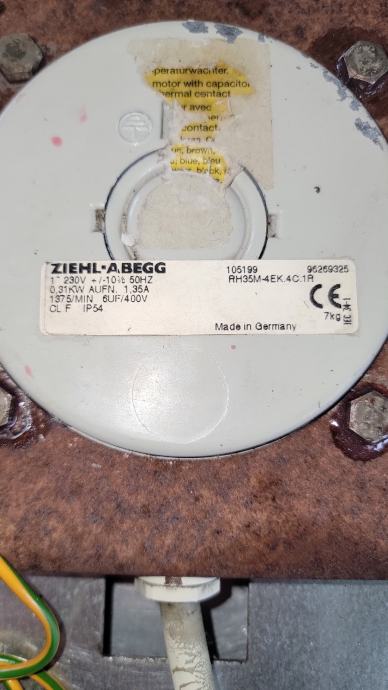 peraturwächter,
motor with capacitor
thermal contact
r avec
contact
brown,
blue, bleu
black,
ZIEHL-ABEGG
105199 96269325
1~ 230V +/-10% 50HZ RH35M-4EK.4C.1R
0,31KW AUFN. 1,35A
1375/MIN 6UF/400V
CL F IP54
CE
7kg
Made in Germany